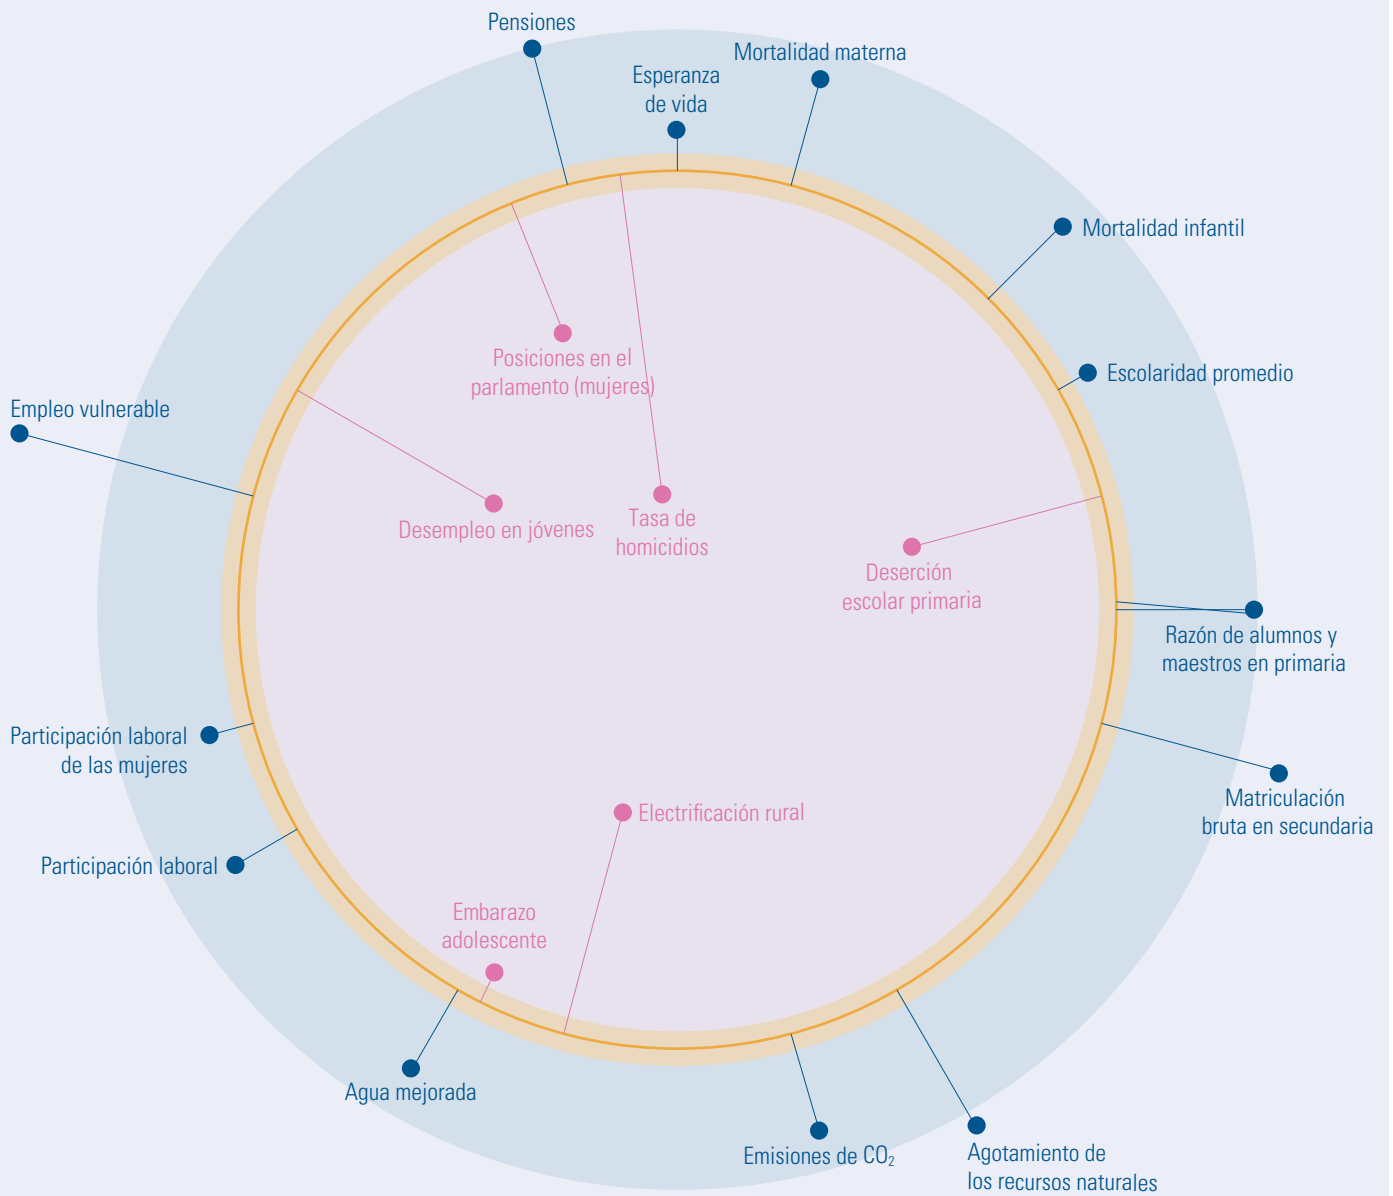 Pensiones
Mortalidad materna
Esperanza
de vida
Mortalidad infantil
Posiciones en el
parlamento (mujeres)
Escolaridad promedio
Empleo vulnerable
Desempleo en jóvenes
Tasa de
homicidios
Deserción
escolar primaria
Razón de alumnos y
maestros en primaria
Participación laboral
de las mujeres
Matriculación
bruta en secundaria
Electrificación rural
Participación laboral
Embarazo
adolescente
Agua mejorada
Emisiones de CO₂
Agotamiento de
los recursos naturales